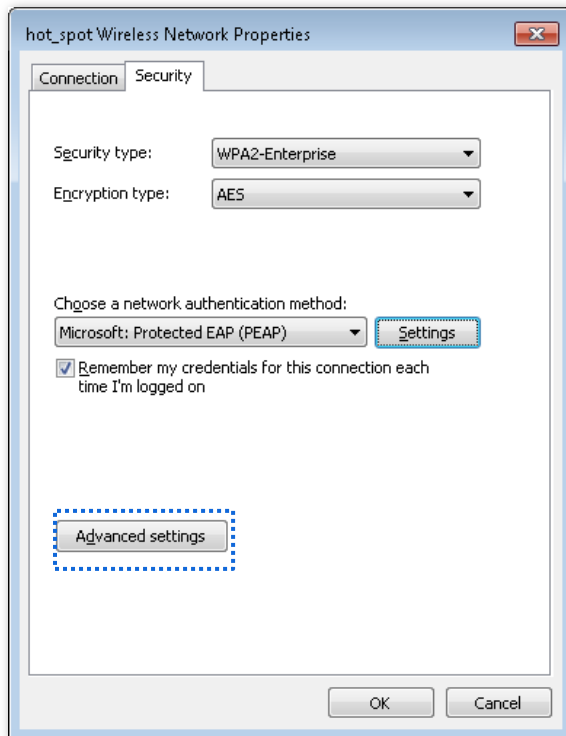 hot_spot Wireless Network Properties
Connection
Security
Security type:
WPA2-Enterprise
Encryption type:
AES
Choose a network authentication method:
Microsoft: Protected EAP (PEAP)
Settings
Remember my credentials for this connection each
time I'm logged on
Advanced settings
OK
Cancel